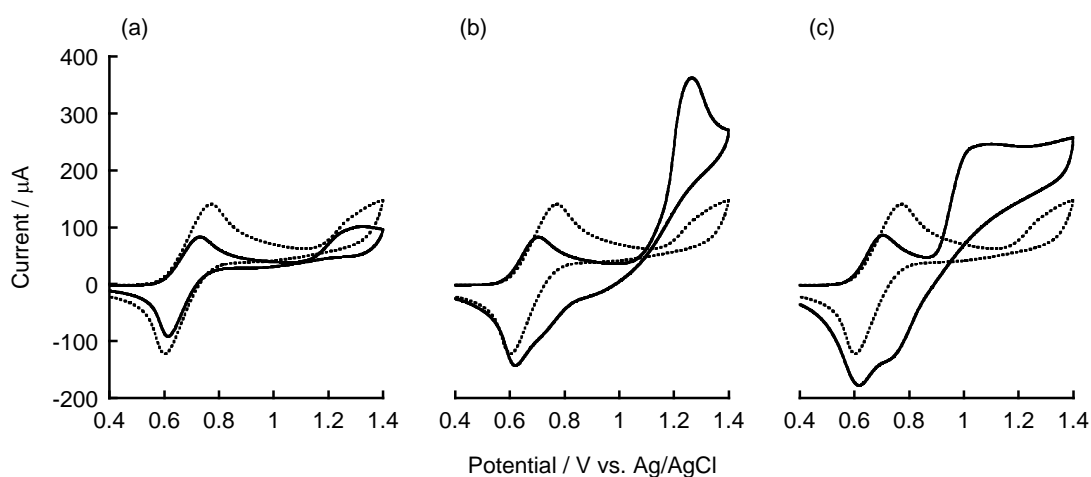 (a) (b) (c)
400
300
200
100
0
-100
-200
Current / μA
0.4 0.6 0.8 1 1.2 1.4 0.4 0.6 0.8 1 1.2 1.4 0.4 0.6 0.8 1 1.2 1.4
Potential / V vs. Ag/AgCl